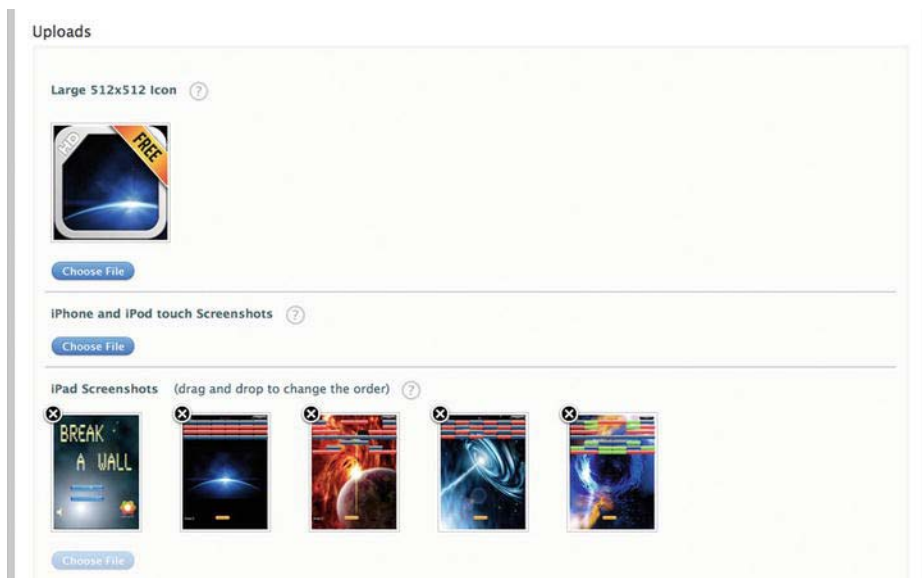 Uploads
Large 512x512 Icon ?
HD
FREE
Choose File
iPhone and iPod touch Screenshots ?
Choose File
iPad Screenshots (drag and drop to change the order) ?
BREAK
A WALL
Choose File